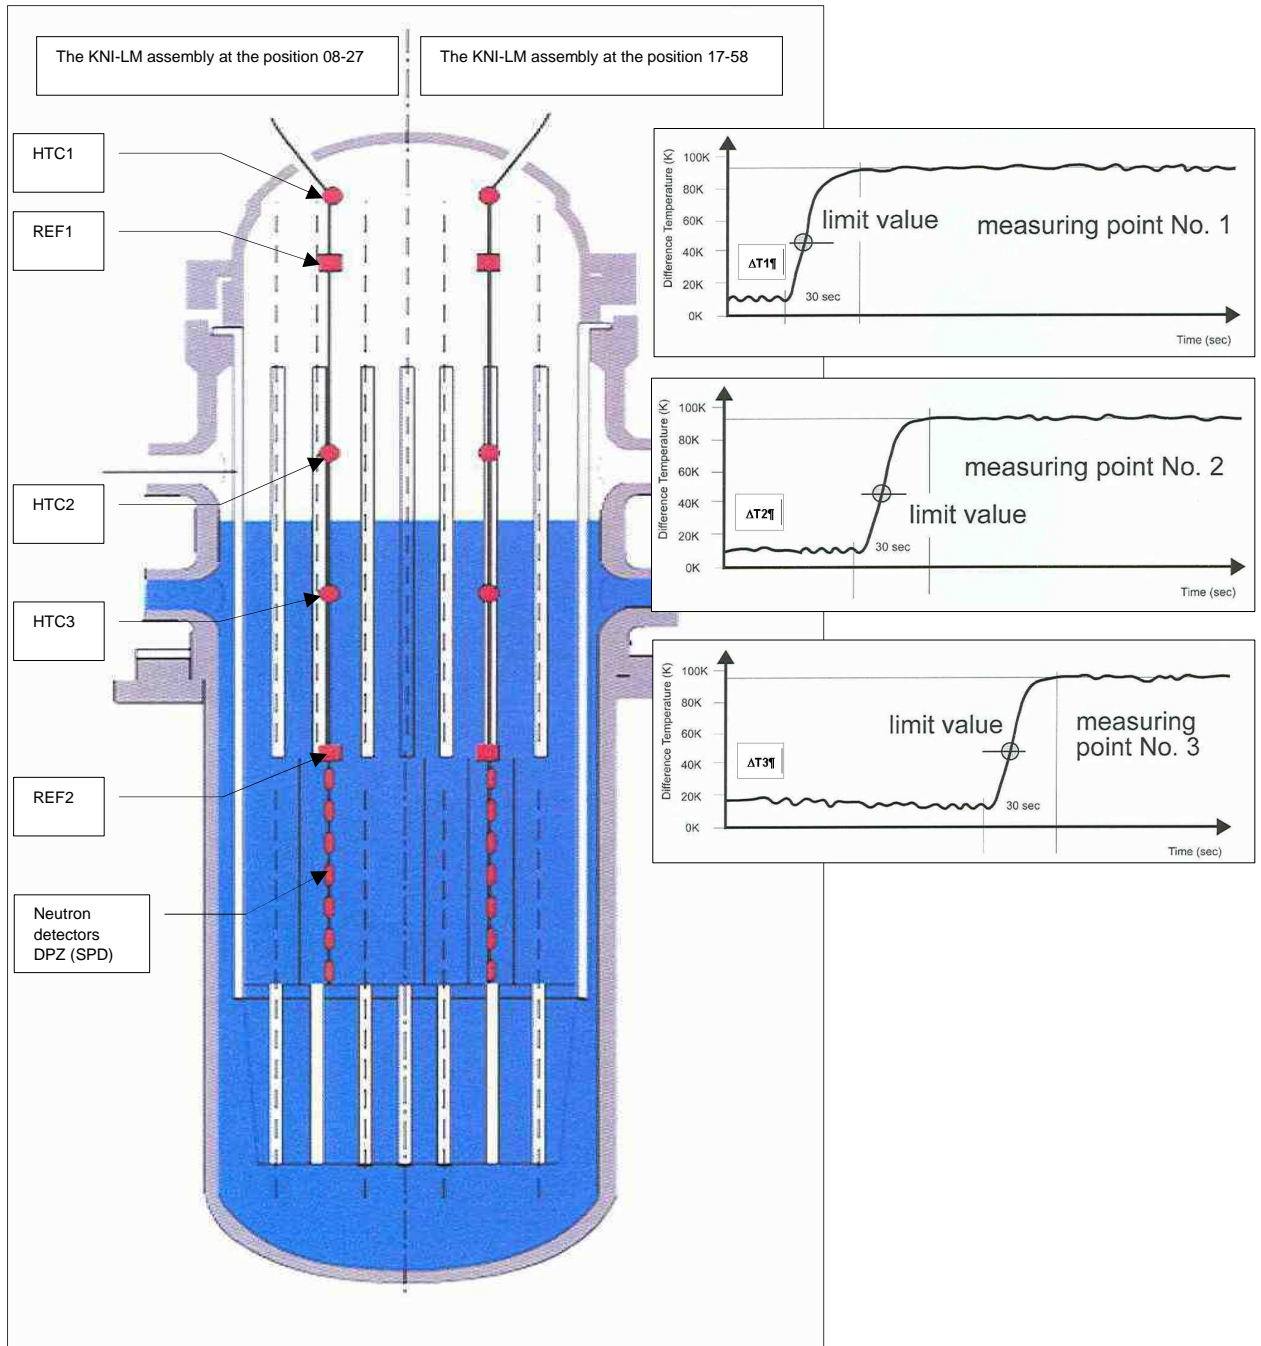 The KNI-LM assembly at the position 08-27
The KNI-LM assembly at the position 17-58
HTC1
REF1
HTC2
HTC3
REF2
Neutron
detectors
DPZ (SPD)
Difference Temperature (K)
100K
80K
60K
40K
20K
0K
ΔT1¶
limit value
measuring point No. 1
30 sec
Time (sec)
Difference Temperature (K)
100K
80K
60K
40K
20K
0K
ΔT2¶
measuring point No. 2
limit value
30 sec
Time (sec)
Difference Temperature (K)
100K
80K
60K
40K
20K
0K
ΔT3¶
limit value
measuring
point No. 3
30 sec
Time (sec)